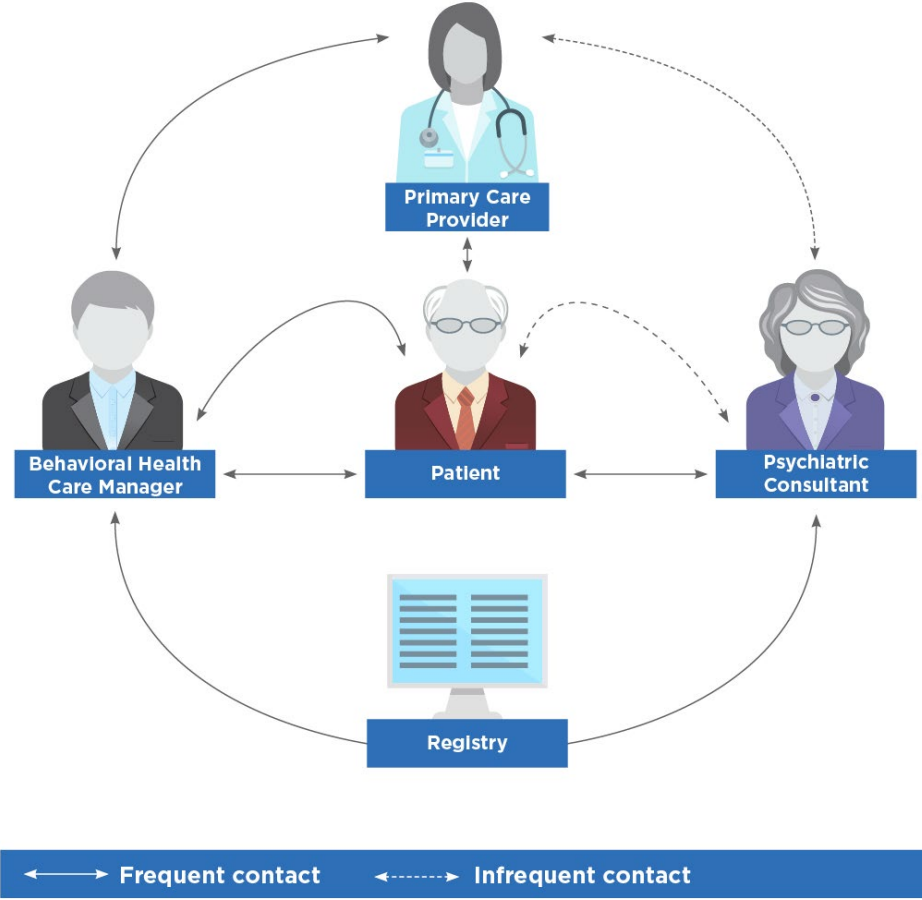 Primary Care
Provider
Behavioral Health
Care Manager
Patient
Psychiatric
Consultant
Registry
Frequent contact
Infrequent contact